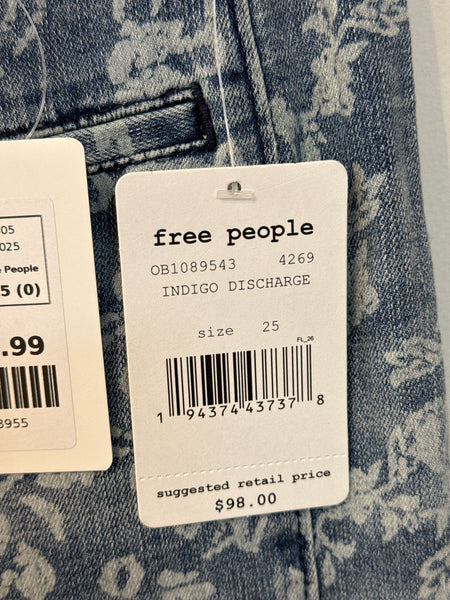 05
025
People
5 (0)
.99
3955
free people
OB1089543 4269
INDIGO DISCHARGE
size 25
FL_26
1 94374 43737 8
suggested retail price
$98.00